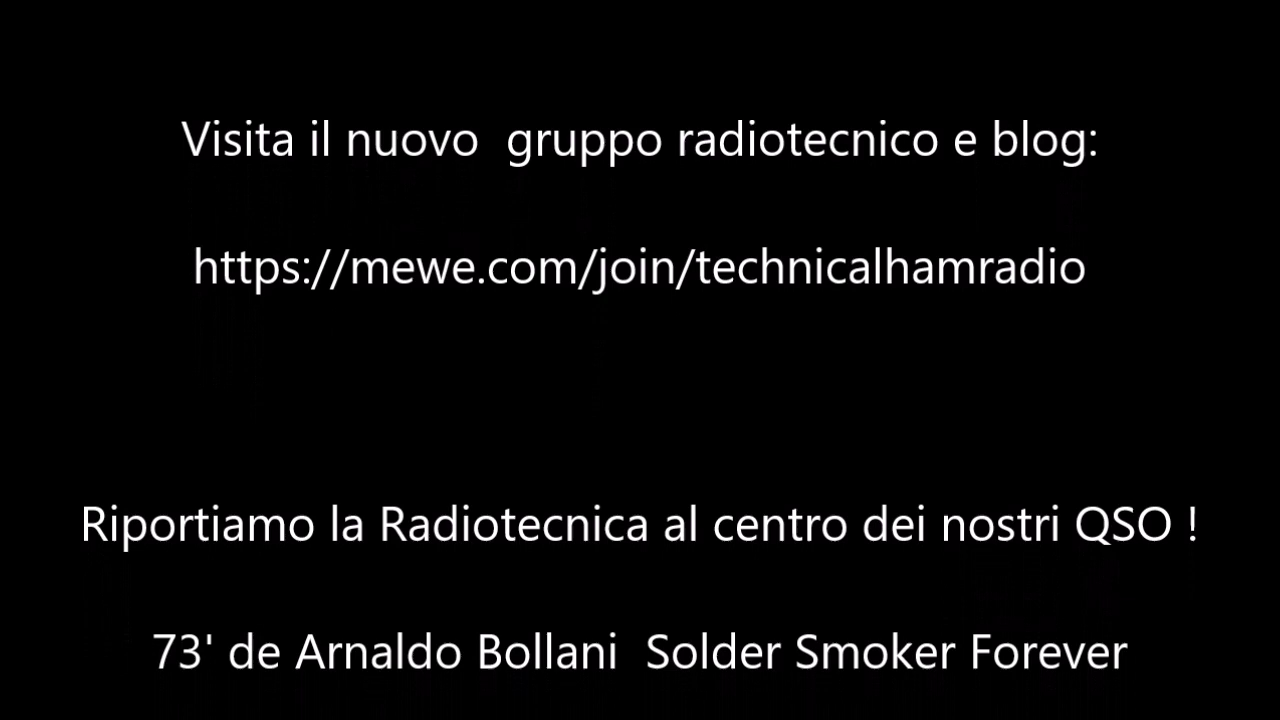 Visita il nuovo  gruppo radiotecnico e blog:
https://mewe.com/join/technicalhamradio
Riportiamo la Radiotecnica al centro dei nostri QSO !
73' de Arnaldo Bollani  Solder Smoker Forever